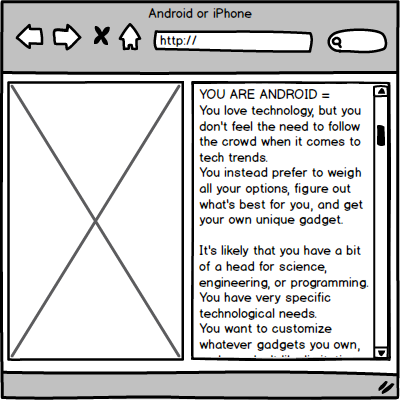 Android or iPhone
http://
YOU ARE ANDROID =
You love technology, but you
don't feel the need to follow
the crowd when it comes to
tech trends.
You instead prefer to weigh
all your options, figure out
what's best for you, and get
your own unique gadget.
It's likely that you have a bit
of a head for science,
engineering, or programming.
You have very specific
technological needs.
You want to customize
whatever gadgets you own,